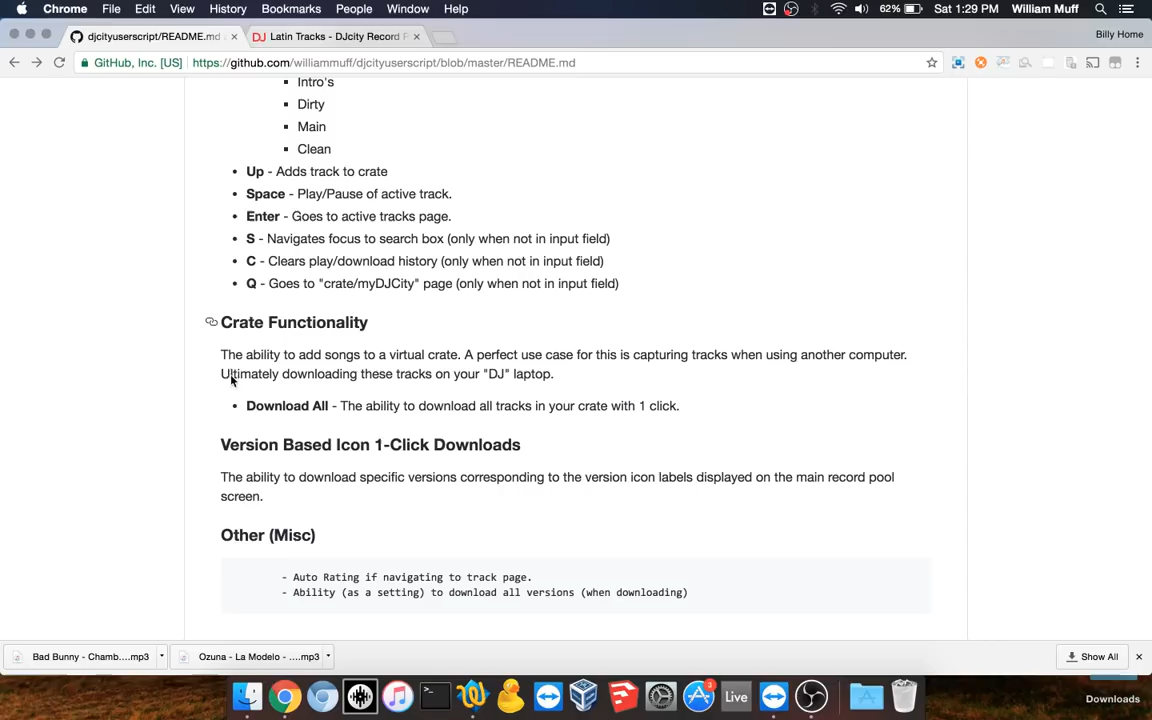 Chrome File Edit View History Bookmarks People Window Help 62% Sat 1:29 PM William Muff
djcityuserscript/README.md DJ Latin Tracks - DJcity Record P Billy Home
GitHub, Inc. [US] https://github.com/williammuff/djcityuserscript/blob/master/README.md
Intro's
Dirty
Main
Clean
Up - Adds track to crate
Space - Play/Pause of active track.
Enter - Goes to active tracks page.
S - Navigates focus to search box (only when not in input field)
C - Clears play/download history (only when not in input field)
Q - Goes to "crate/myDJCity" page (only when not in input field)
Crate Functionality
The ability to add songs to a virtual crate. A perfect use case for this is capturing tracks when using another computer.
Ultimately downloading these tracks on your "DJ" laptop.
Download All - The ability to download all tracks in your crate with 1 click.
Version Based Icon 1-Click Downloads
The ability to download specific versions corresponding to the version icon labels displayed on the main record pool
screen.
Other (Misc)
- Auto Rating if navigating to track page.
- Ability (as a setting) to download all versions (when downloading)
Bad Bunny - Chamb....mp3 Ozuna - La Modelo - ....mp3 Show All
Live 3
Downloads